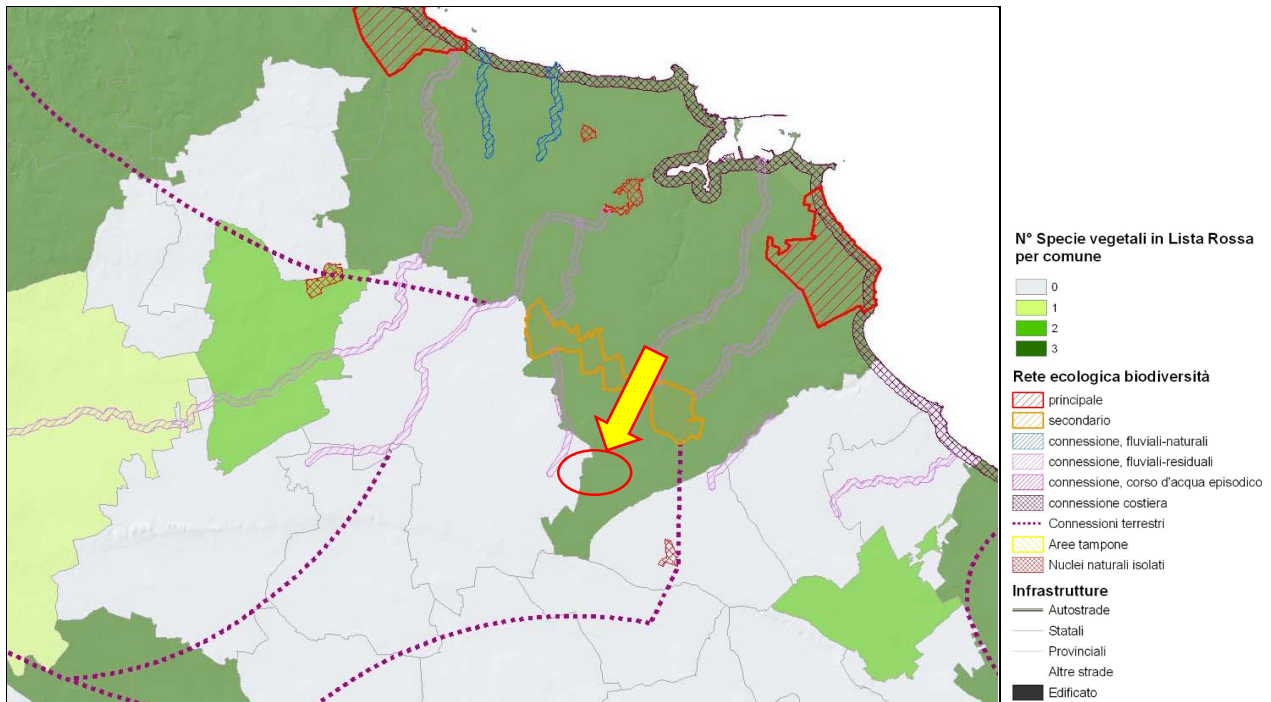 N° Specie vegetali in Lista Rossa
per comune
0
1
2
3
Rete ecologica biodiversità
principale
secondario
connessione, fluviali-naturali
connessione, fluviali-residuali
connessione, corso d'acqua episodico
connessione costiera
Connessioni terrestri
Aree tampone
Nuclei naturali isolati
Infrastrutture
Autostrade
Statali
Provinciali
Altre strade
Edificato